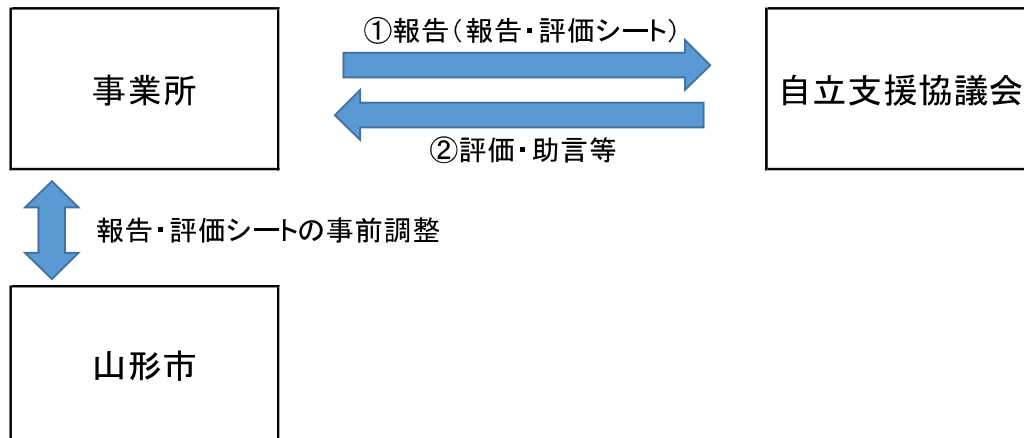 ①報告（報告・評価シート）
事業所
自立支援協議会
②評価・助言等
報告・評価シートの事前調整
山形市